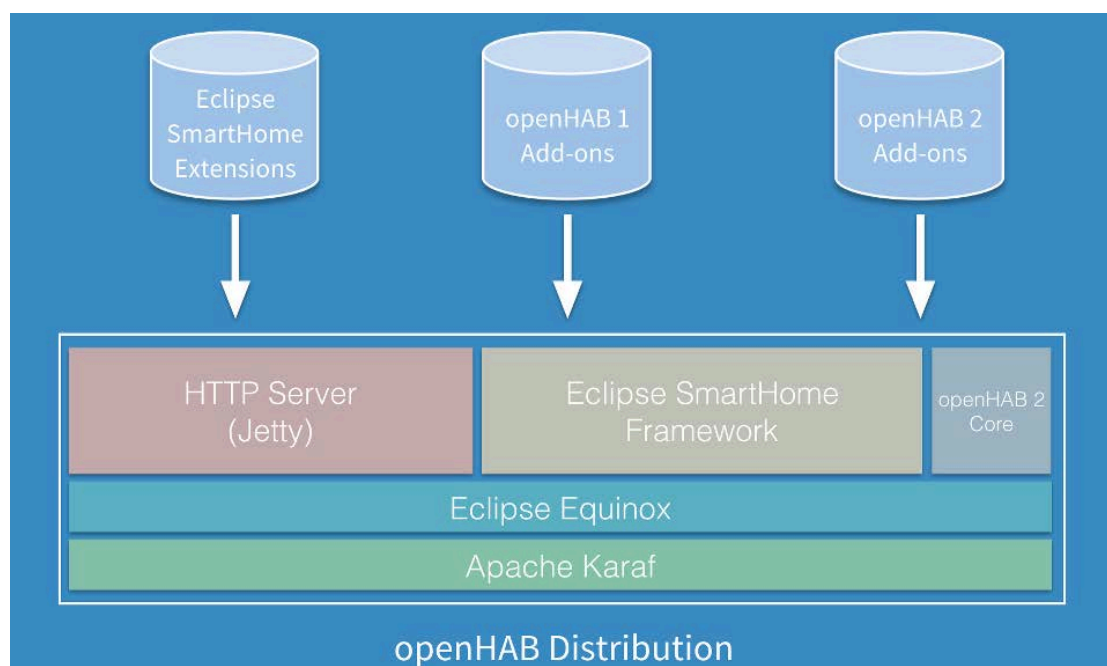 Eclipse
SmartHome
Extensions
openHAB 1
Add-ons
openHAB 2
Add-ons
HTTP Server
(Jetty)
Eclipse SmartHome
Framework
openHAB 2
Core
Eclipse Equinox
Apache Karaf
openHAB Distribution